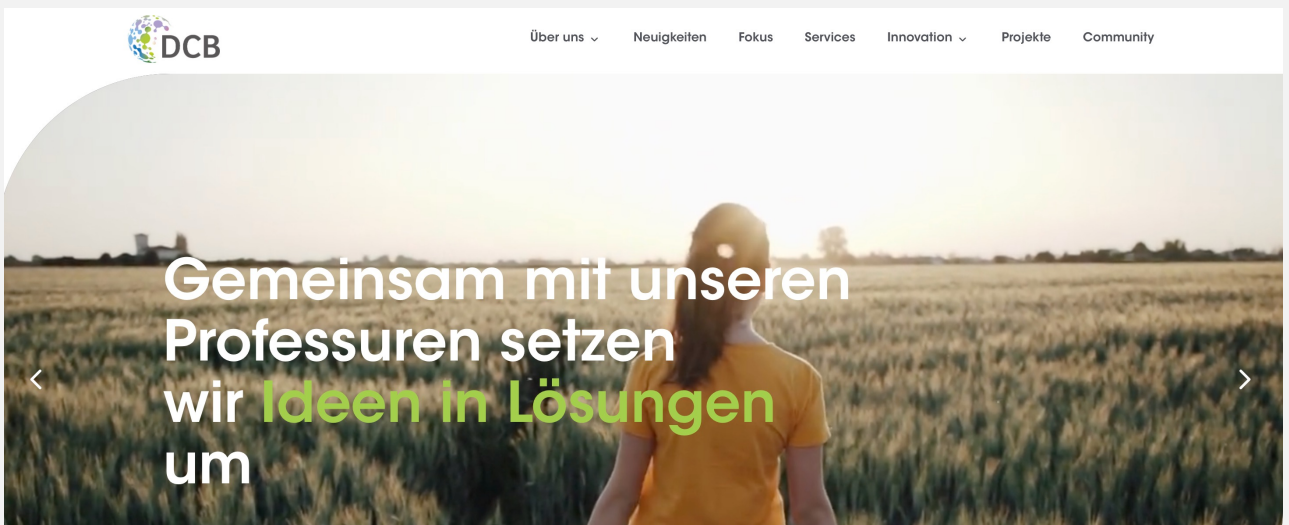 DCB
Über uns
Neuigkeiten
Fokus
Services
Innovation
Projekte
Community
Gemeinsam mit unseren
Professuren setzen
wir Ideen in Lösungen
um